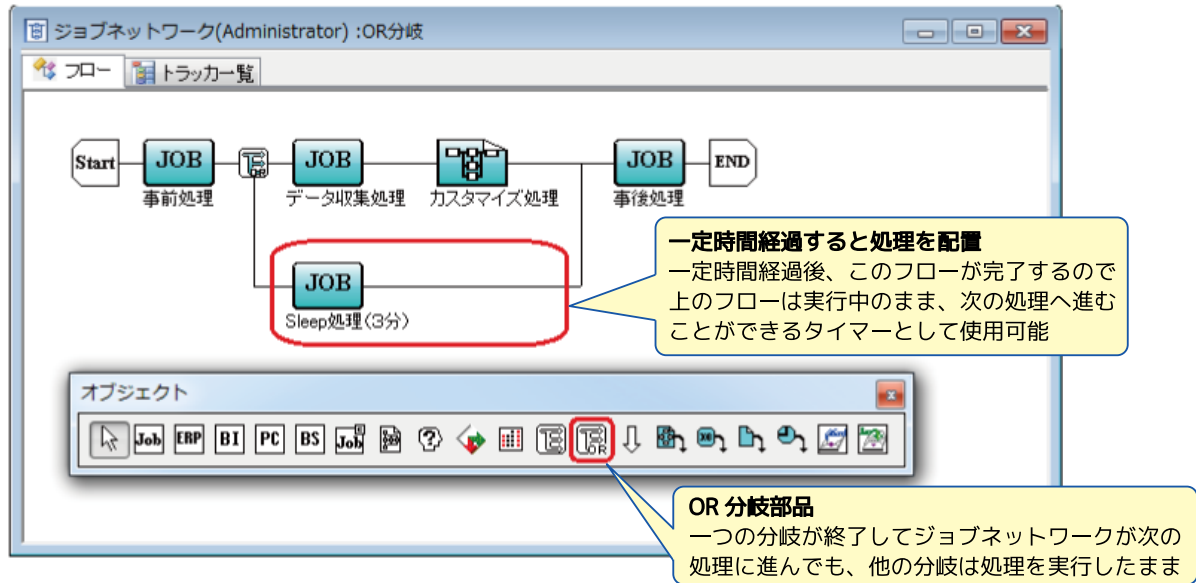 ジョブネットワーク(Administrator) :OR分岐
フロー トラッカ一覧
Start JOB OR JOB JOB END
事前処理 データ収集処理 カスタマイズ処理 事後処理
一定時間経過すると処理を配置
一定時間経過後、このフローが完了するので
上のフローは実行中のまま、次の処理へ進む
ことができるタイマーとして使用可能
JOB
Sleep処理(3分)
オブジェクト
Job ERP BI PC BS Job OR
OR 分岐部品
一つの分岐が終了してジョブネットワークが次の
処理に進んでも、他の分岐は処理を実行したまま